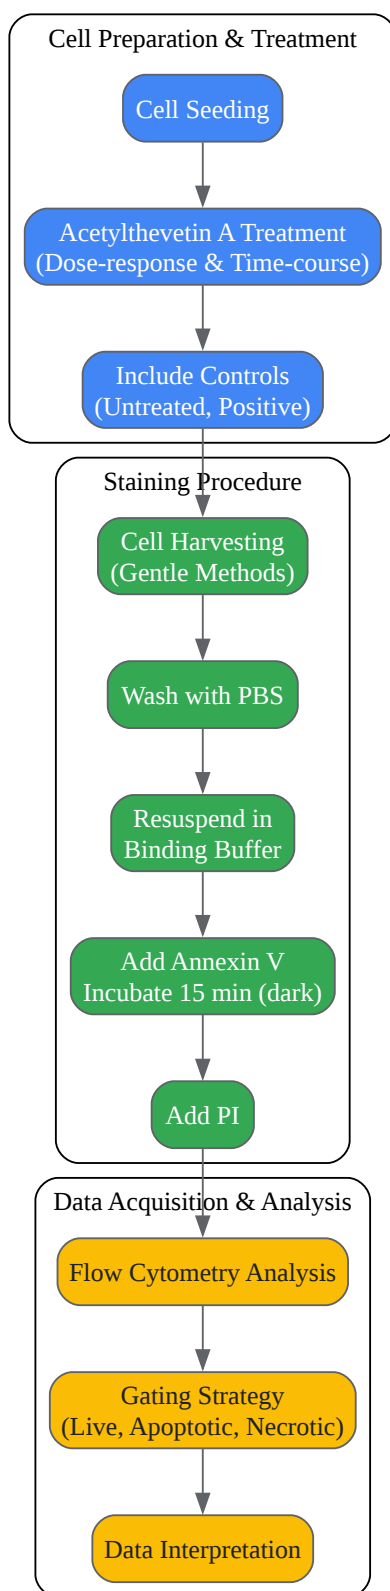 Cell Preparation & Treatment
Cell Seeding
Acetylthevetin A Treatment
(Dose-response & Time-course)
Include Controls
(Untreated, Positive)
Staining Procedure
Cell Harvesting
(Gentle Methods)
Wash with PBS
Resuspend in
Binding Buffer
Add Annexin V
Incubate 15 min (dark)
Add PI
Data Acquisition & Analysis
Flow Cytometry Analysis
Gating Strategy
(Live, Apoptotic, Necrotic)
Data Interpretation